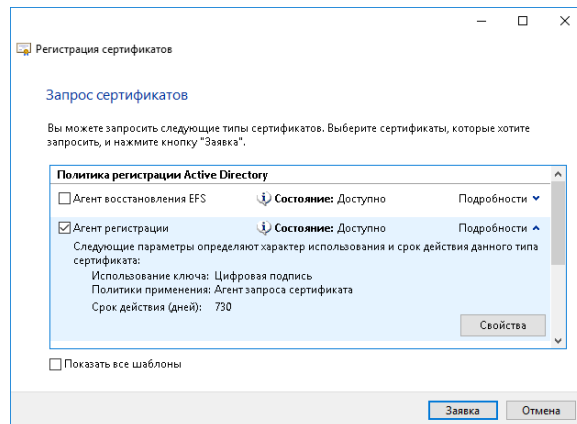 Регистрация сертификатов
Запрос сертификатов
Вы можете запросить следующие типы сертификатов. Выберите сертификаты, которые хотите
запросить, и нажмите кнопку "Заявка".
Политика регистрации Active Directory
Агент восстановления EFS Состояние: Доступно Подробности
Агент регистрации Состояние: Доступно Подробности
Следующие параметры определяют характер использования и срок действия данного типа
сертификата:
Использование ключа: Цифровая подпись
Политики применения: Агент запроса сертификата
Срок действия (дней): 730
Свойства
Показать все шаблоны
Заявка Отмена